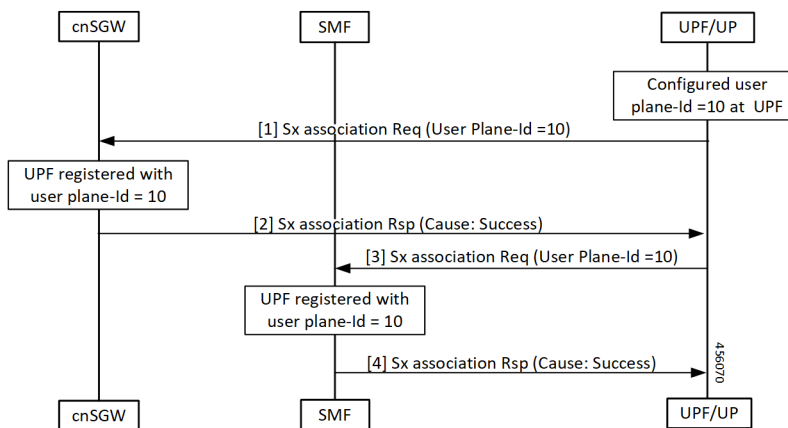 cnSGW
SMF
UPF/UP
Configured user
plane-Id =10 at UPF
[1] Sx association Req (User Plane-Id =10)
UPF registered with
user plane-Id = 10
[2] Sx association Rsp (Cause: Success)
[3] Sx association Req (User Plane-Id =10)
UPF registered with
user plane-Id = 10
[4] Sx association Rsp (Cause: Success)
456070
cnSGW
SMF
UPF/UP